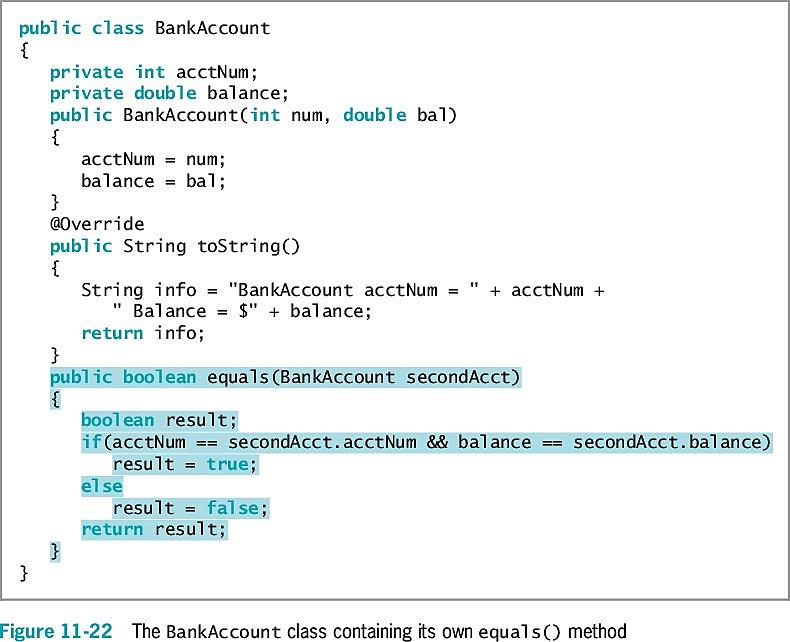 public class BankAccount
{
   private int acctNum;
   private double balance;
   public BankAccount(int num, double bal)
   {
      acctNum = num;
      balance = bal;
   }
   @Override
   public String toString()
   {
      String info = "BankAccount acctNum = " + acctNum +
         " Balance = $" + balance;
      return info;
   }
   public boolean equals(BankAccount secondAcct)
   {
      boolean result;
      if(acctNum == secondAcct.acctNum && balance == secondAcct.balance)
         result = true;
      else
         result = false;
      return result;
   }
}
Figure 11-22 The BankAccount class containing its own equals() method